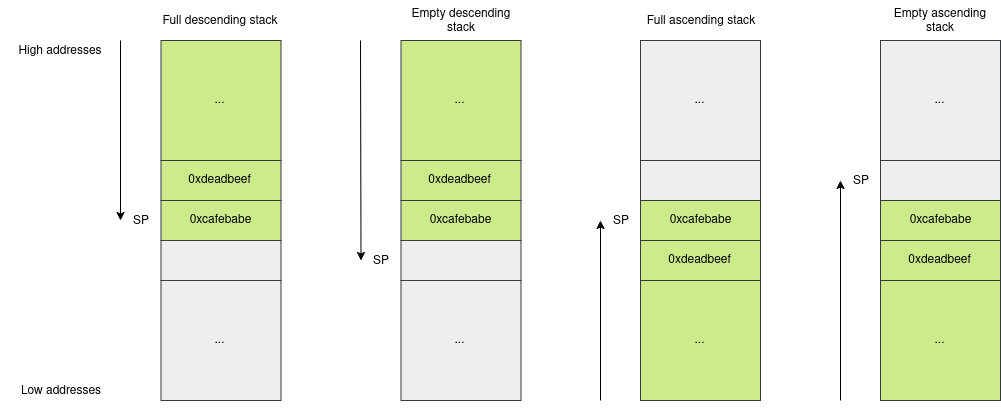 Full descending stack
Empty descending
stack
Full ascending stack
Empty ascending
stack
High addresses
...
...
...
...
0xdeadbeef
0xdeadbeef
SP
SP
0xcafebabe
SP
0xcafebabe
SP
0xcafebabe
0xcafebabe
0xdeadbeef
0xdeadbeef
...
...
...
...
Low addresses